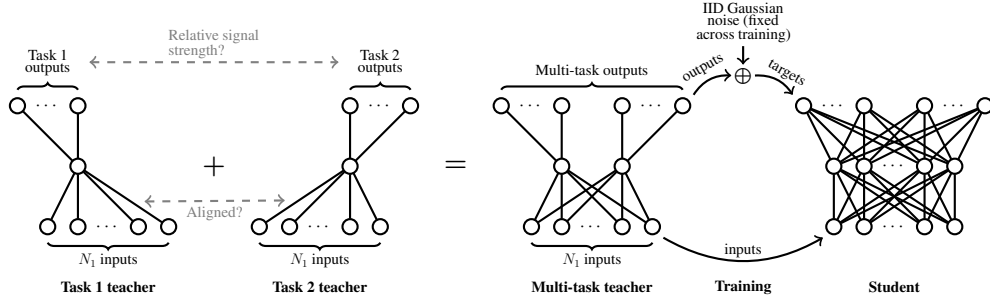 Task 1
outputs
Relative signal
strength?
Task 2
outputs
Multi-task outputs
outputs
IID Gaussian
noise (fixed
across training)
targets
+
=
Aligned?
N₁ inputs
N₁ inputs
N₁ inputs
inputs
Task 1 teacher
Task 2 teacher
Multi-task teacher
Training
Student